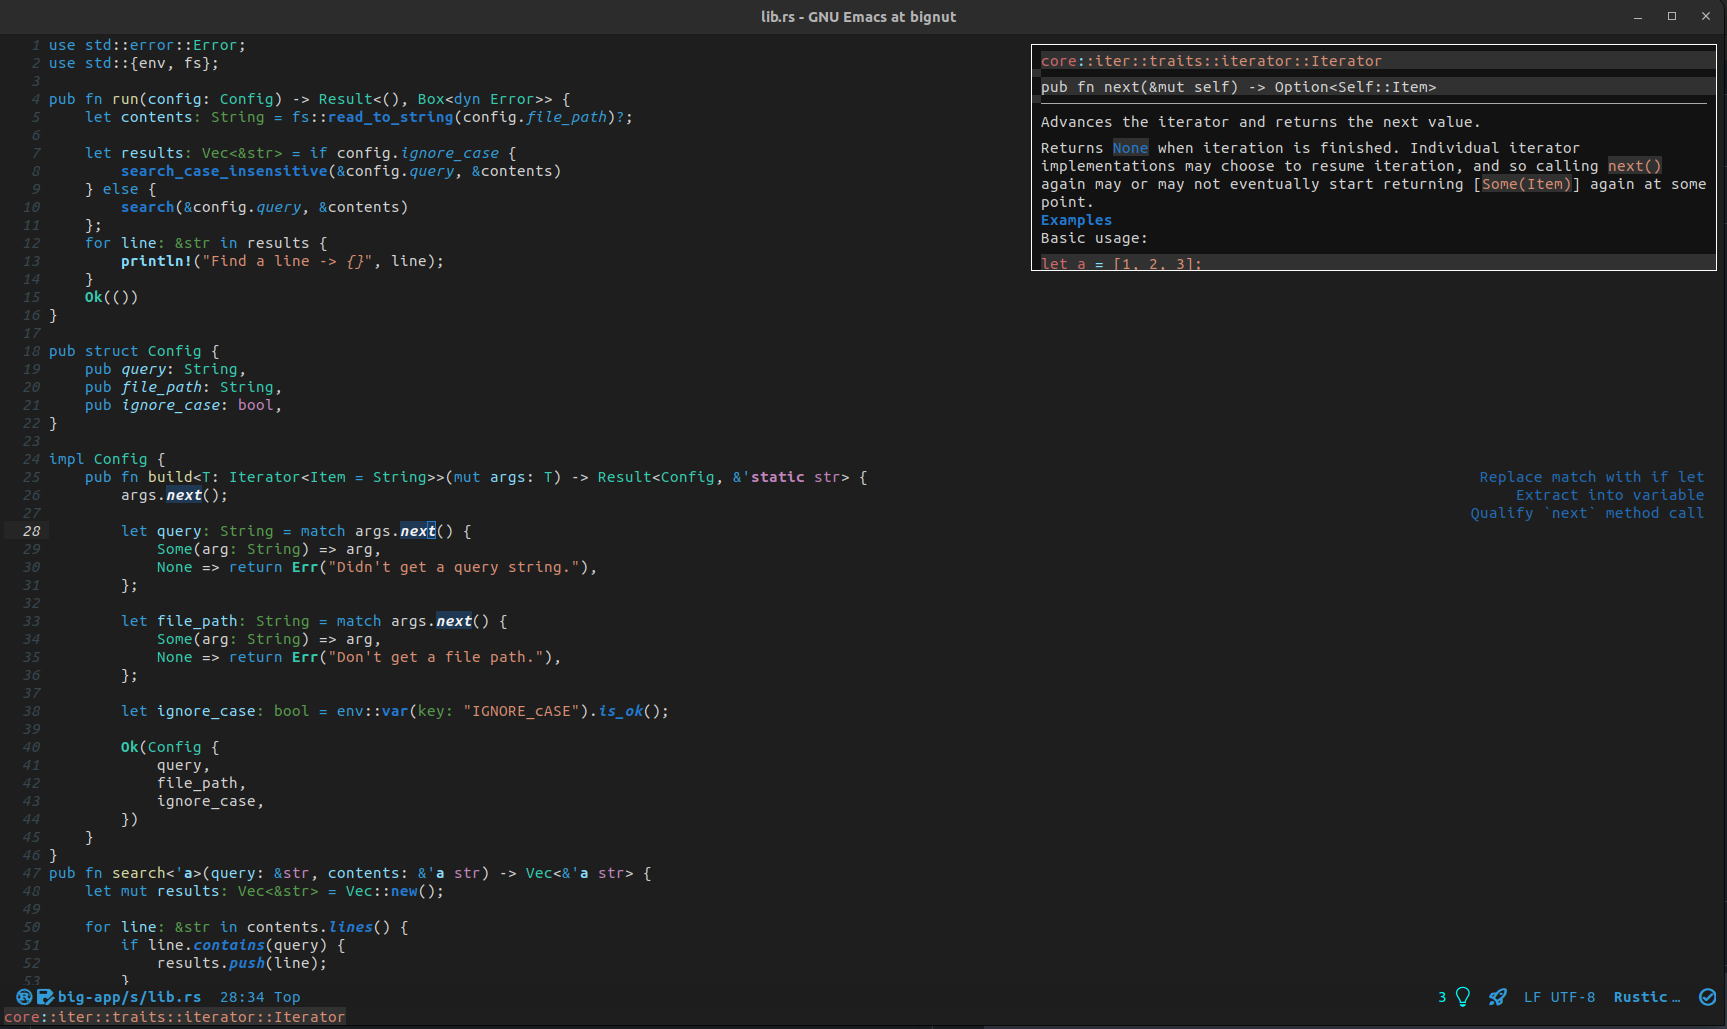 lib.rs - GNU Emacs at bignut
1 use std::error::Error;
2 use std::{env, fs};
3
4 pub fn run(config: Config) -> Result<(), Box<dyn Error>> {
5     let contents: String = fs::read_to_string(config.file_path)?;
6
7     let results: Vec<&str> = if config.ignore_case {
8         search_case_insensitive(&config.query, &contents)
9     } else {
10         search(&config.query, &contents)
11     };
12     for line: &str in results {
13         println!("Find a line -> {}", line);
14     }
15     Ok(())
16 }
17
18 pub struct Config {
19     pub query: String,
20     pub file_path: String,
21     pub ignore_case: bool,
22 }
23
24 impl Config {
25     pub fn build<T: Iterator<Item = String>>(mut args: T) -> Result<Config, &'static str> {
26         args.next();
27
28         let query: String = match args.next() {
29             Some(arg: String) => arg,
30             None => return Err("Didn't get a query string."),
31         };
32
33         let file_path: String = match args.next() {
34             Some(arg: String) => arg,
35             None => return Err("Don't get a file path."),
36         };
37
38         let ignore_case: bool = env::var(key: "IGNORE_cASE").is_ok();
39
40         Ok(Config {
41             query,
42             file_path,
43             ignore_case,
44         })
45     }
46 }
47 pub fn search<'a>(query: &str, contents: &'a str) -> Vec<&'a str> {
48     let mut results: Vec<&str> = Vec::new();
49
50     for line: &str in contents.lines() {
51         if line.contains(query) {
52             results.push(line);
53         }
core::iter::traits::iterator::Iterator
pub fn next(&mut self) -> Option<Self::Item>
Advances the iterator and returns the next value.
Returns None when iteration is finished. Individual iterator
implementations may choose to resume iteration, and so calling next()
again may or may not eventually start returning [Some(Item)] again at some
point.
Examples
Basic usage:
let a = [1, 2, 3];
Replace match with if let
Extract into variable
Qualify `next` method call
big-app/s/lib.rs 28:34 Top
3 LF UTF-8 Rustic…
core::iter::traits::iterator::Iterator